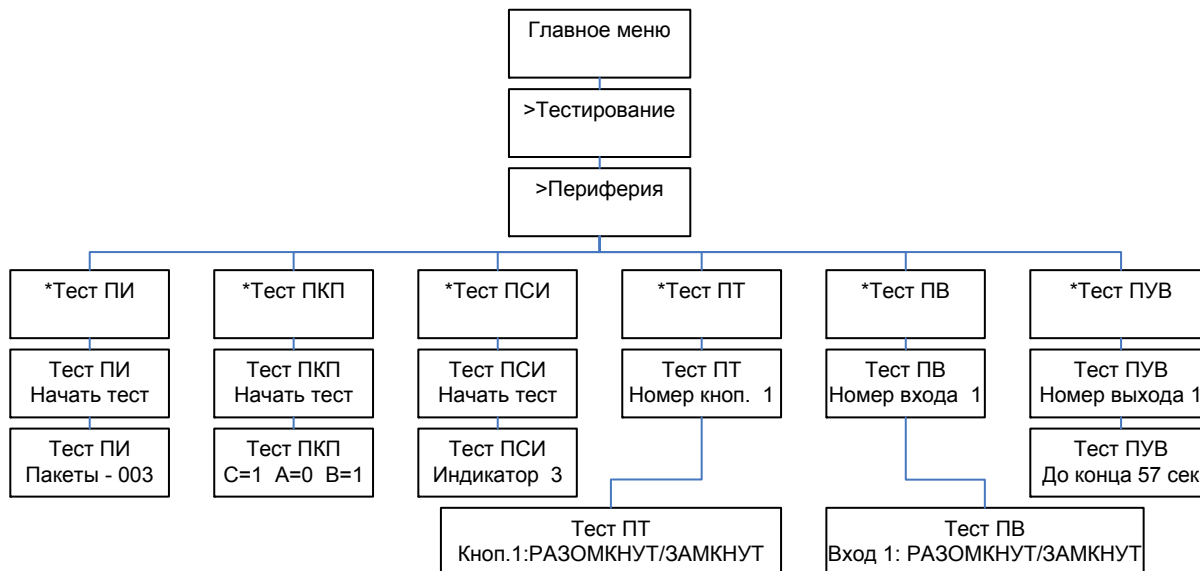 Главное меню
>Тестирование
>Периферия
*Тест ПИ
*Тест ПКП
*Тест ПСИ
*Тест ПТ
*Тест ПВ
*Тест ПУВ
Тест ПИ
Начать тест
Тест ПКП
Начать тест
Тест ПСИ
Начать тест
Тест ПТ
Номер кноп. 1
Тест ПВ
Номер входа 1
Тест ПУВ
Номер выхода 1
Тест ПИ
Пакеты - 003
Тест ПКП
С=1 А=0 В=1
Тест ПСИ
Индикатор 3
Тест ПУВ
До конца 57 сек
Тест ПТ
Кноп.1:РАЗОМКНУТ/ЗАМКНУТ
Тест ПВ
Вход 1: РАЗОМКНУТ/ЗАМКНУТ